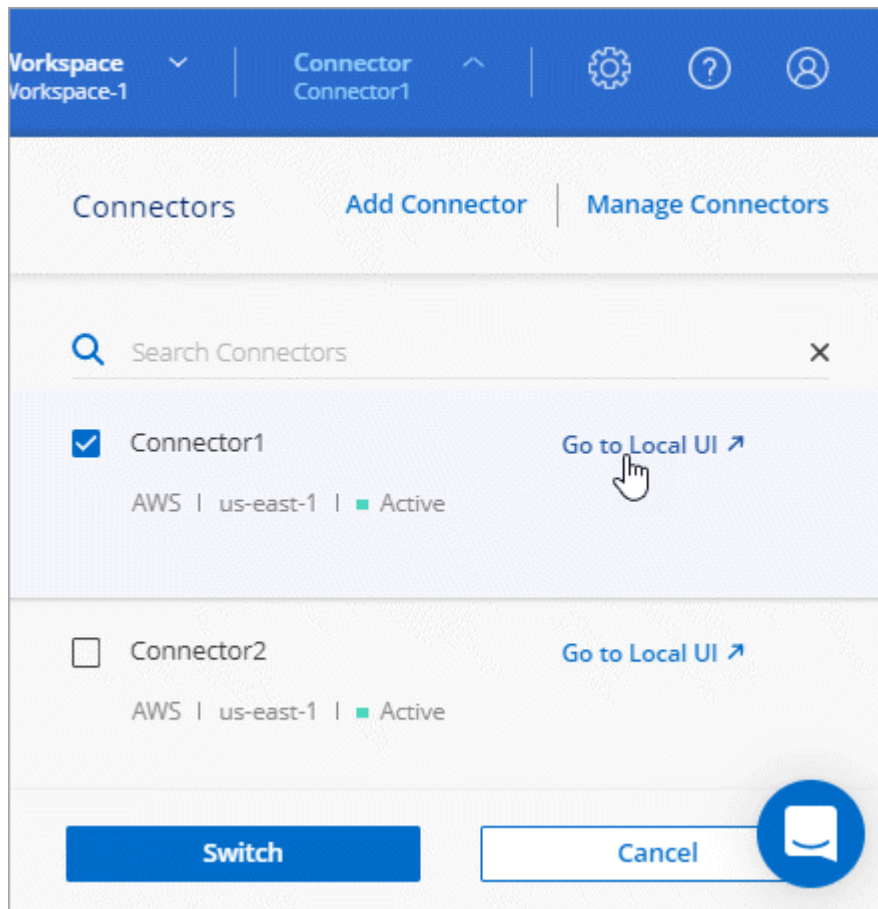 Workspace
Workspace-1
Connector
Connector1
Connectors
Add Connector
Manage Connectors
Search Connectors
Connector1
Go to Local UI
AWS | us-east-1 | Active
Connector2
Go to Local UI
AWS | us-east-1 | Active
Switch
Cancel